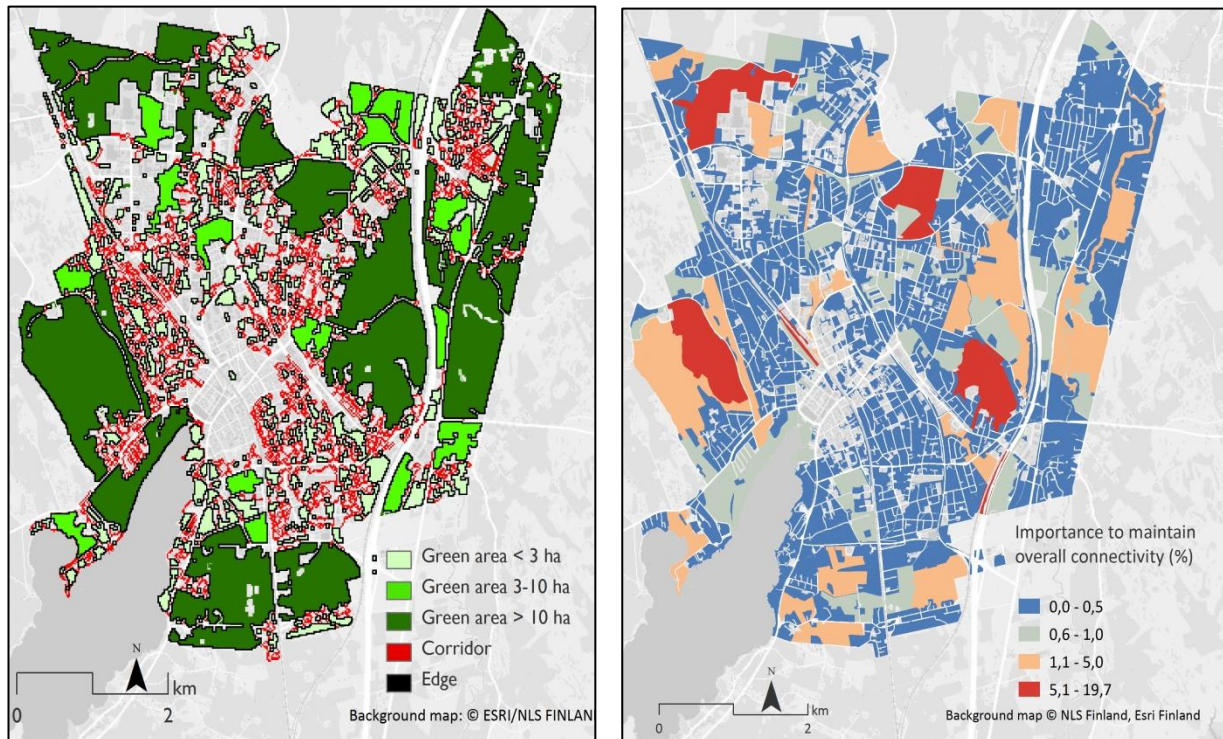 Green area < 3 ha
Green area 3-10 ha
Green area > 10 ha
Corridor
Edge
N
km
0
2
Background map: © ESRI/NLS FINLAN
Importance to maintain
overall connectivity (%)
0,0 - 0,5
0,6 - 1,0
1,1 - 5,0
5,1 - 19,7
N
km
0
2
Background map © NLS Finland, Esri Finland